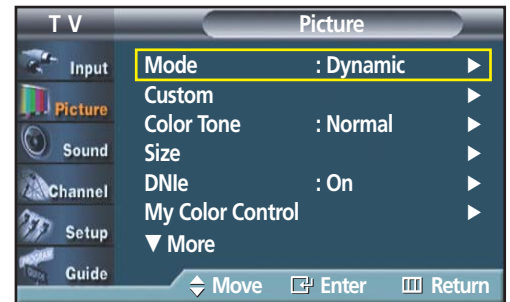 T V
Picture
Input
Picture
Sound
Channel
Setup
Guide
Mode : Dynamic ►
Custom ►
Color Tone : Normal ►
Size ►
DNIe : On ►
My Color Control ►
▼ More
Move Enter Return